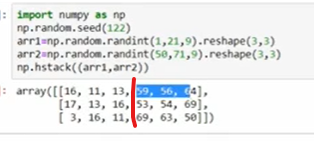 : import numpy as np
np.random.seed(122)
arr1=np.random.randint(1,21,9).reshape(3,3)
arr2=np.random.randint(50,71,9).reshape(3,3)
np.hstack((arr1,arr2))
: array([[16, 11, 13, 59, 56, 64],
[17, 13, 16, 53, 54, 69],
[ 3, 16, 11, 69, 63, 50]])